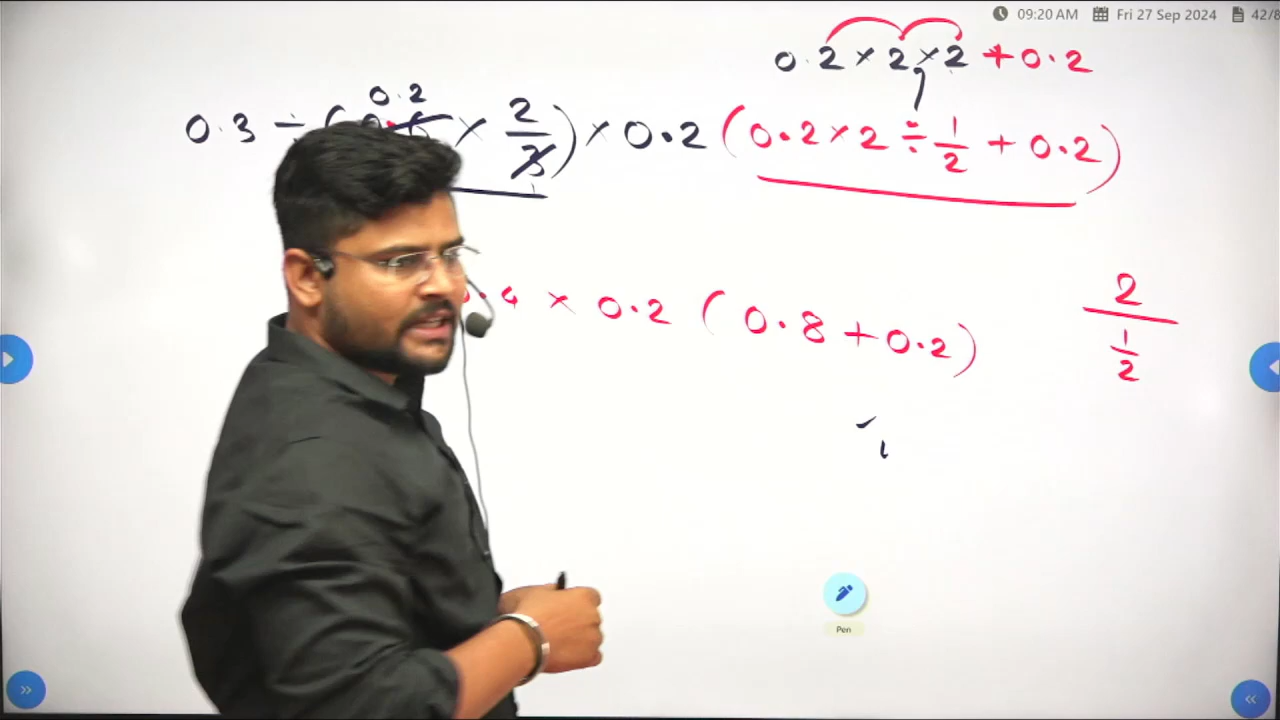 09:20 AM Fri 27 Sep 2024 42/8
0.2 × 2 × 2 + 0.2
0.2
0.3 ÷ ( × 2/3) × 0.2 (0.2 × 2 ÷ 1/2 + 0.2)
1
.4 × 0.2 (0.8 + 0.2)
2
1/2
Pen